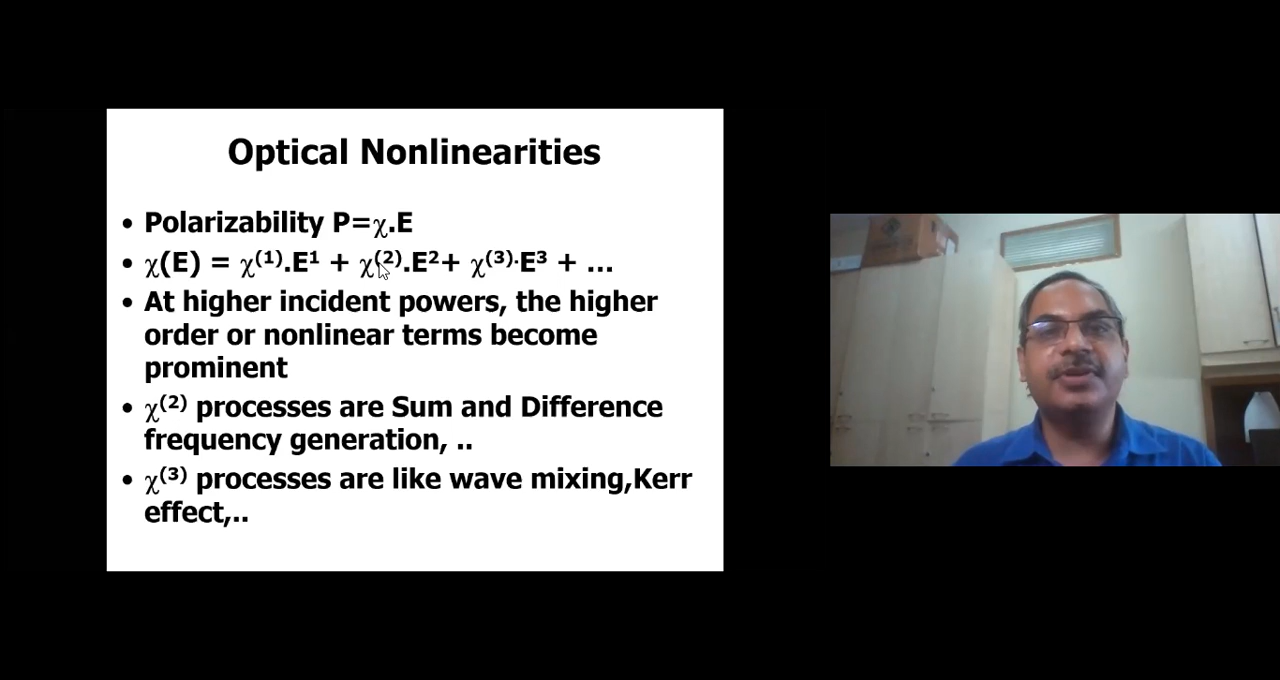 Optical Nonlinearities
• Polarizability P=χ.E
• χ(E) = χ⁽¹⁾.E¹ + χ⁽²⁾.E²+ χ⁽³⁾·E³ + ...
• At higher incident powers, the higher
order or nonlinear terms become
prominent
• χ⁽²⁾ processes are Sum and Difference
frequency generation, ..
• χ⁽³⁾ processes are like wave mixing,Kerr
effect,..